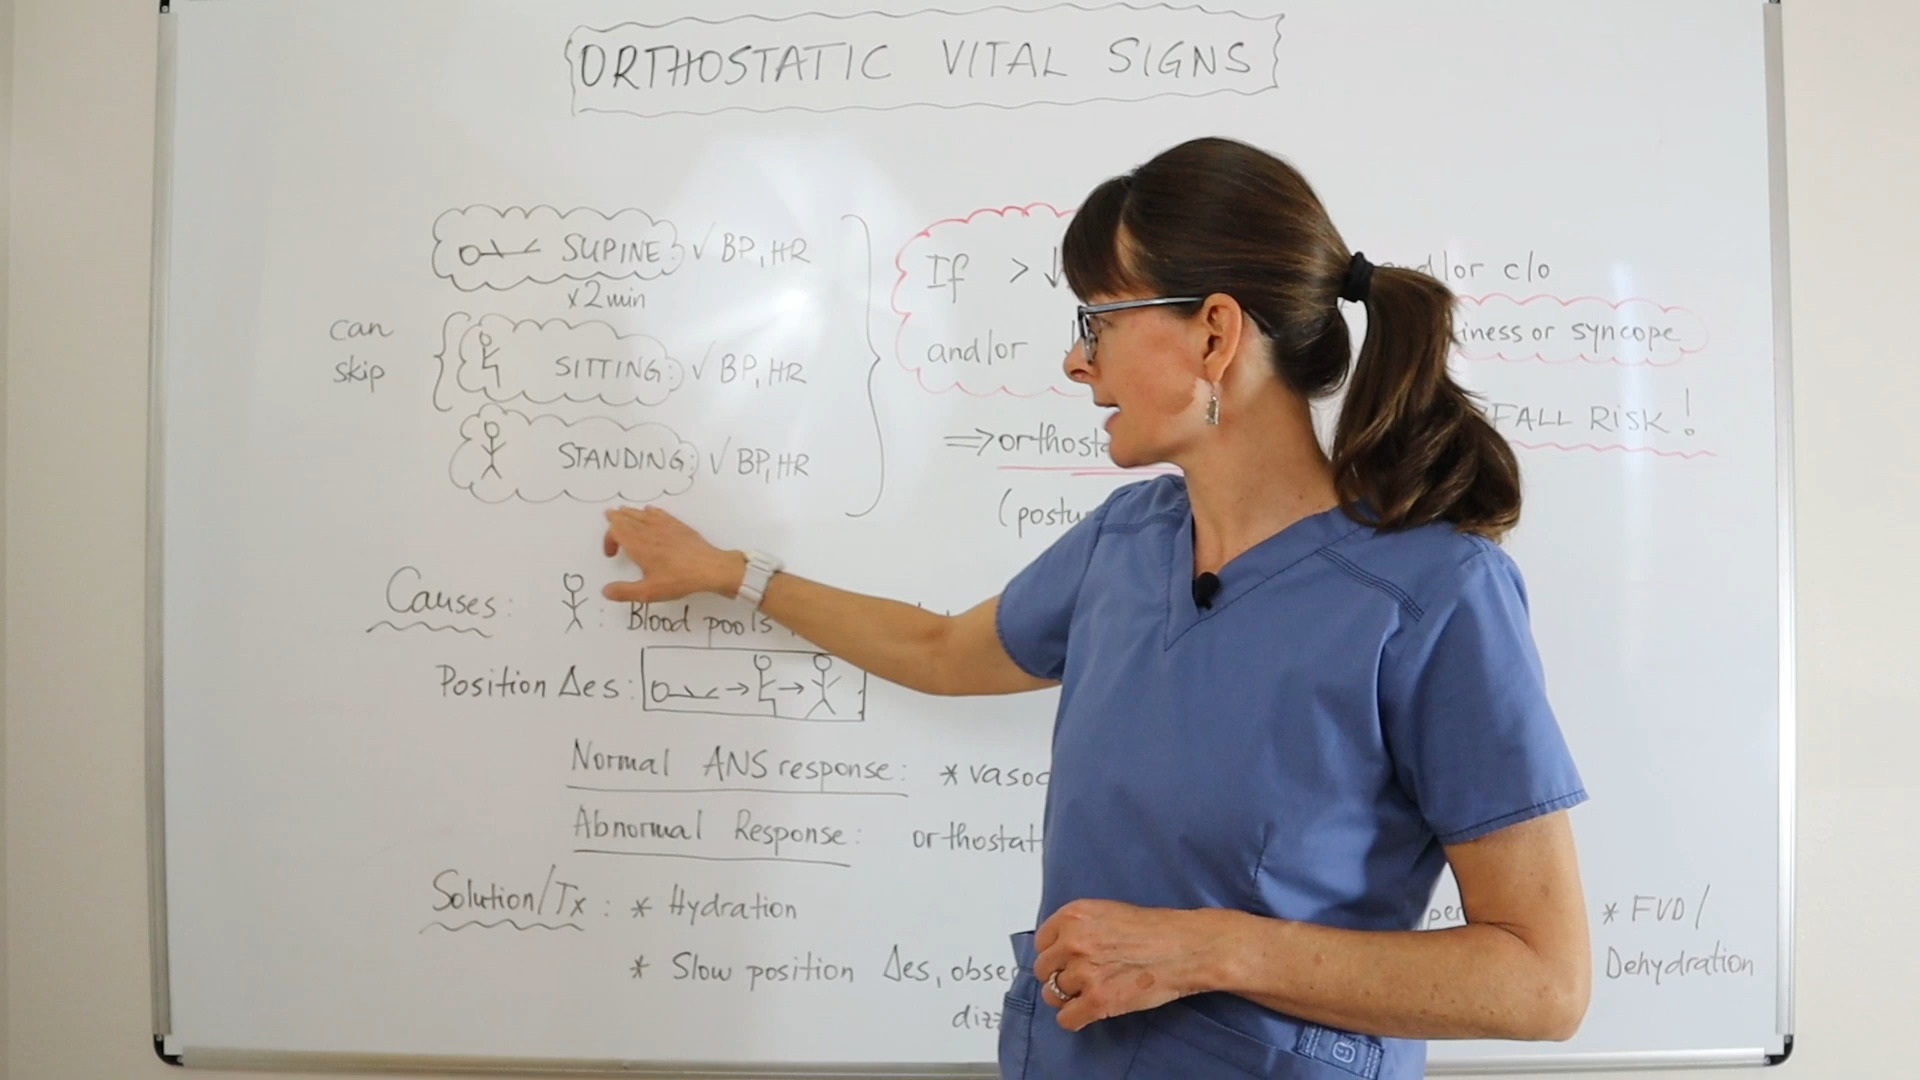 ORTHOSTATIC VITAL SIGNS
SUPINE: √ BP, HR
x2min
can
skip
SITTING: √ BP, HR
STANDING: √ BP, HR
If > ↓
and/or c/o
and/or ↓
iness or syncope
FALL RISK!
⇒ orthosta
(postu
Causes: : Blood pools
Position Δes: → →
Normal ANS response: * vasoc
Abnormal Response: orthostat
Solution/Tx: * Hydration
per
* FVD/
Dehydration
* Slow position Δes, obse
diz